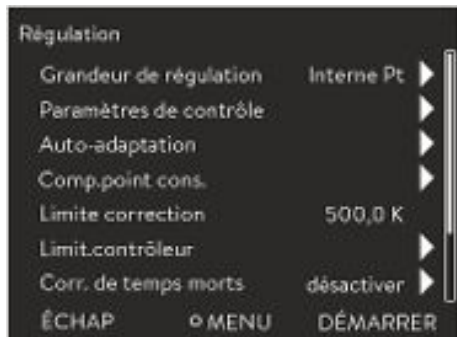 Régulation
Grandeur de régulation Interne Pt
Paramètres de contrôle
Auto-adaptation
Comp.point cons.
Limite correction 500,0 K
Limit.contrôleur
Corr. de temps morts désactiver
ÉCHAP MENU DÉMARRER